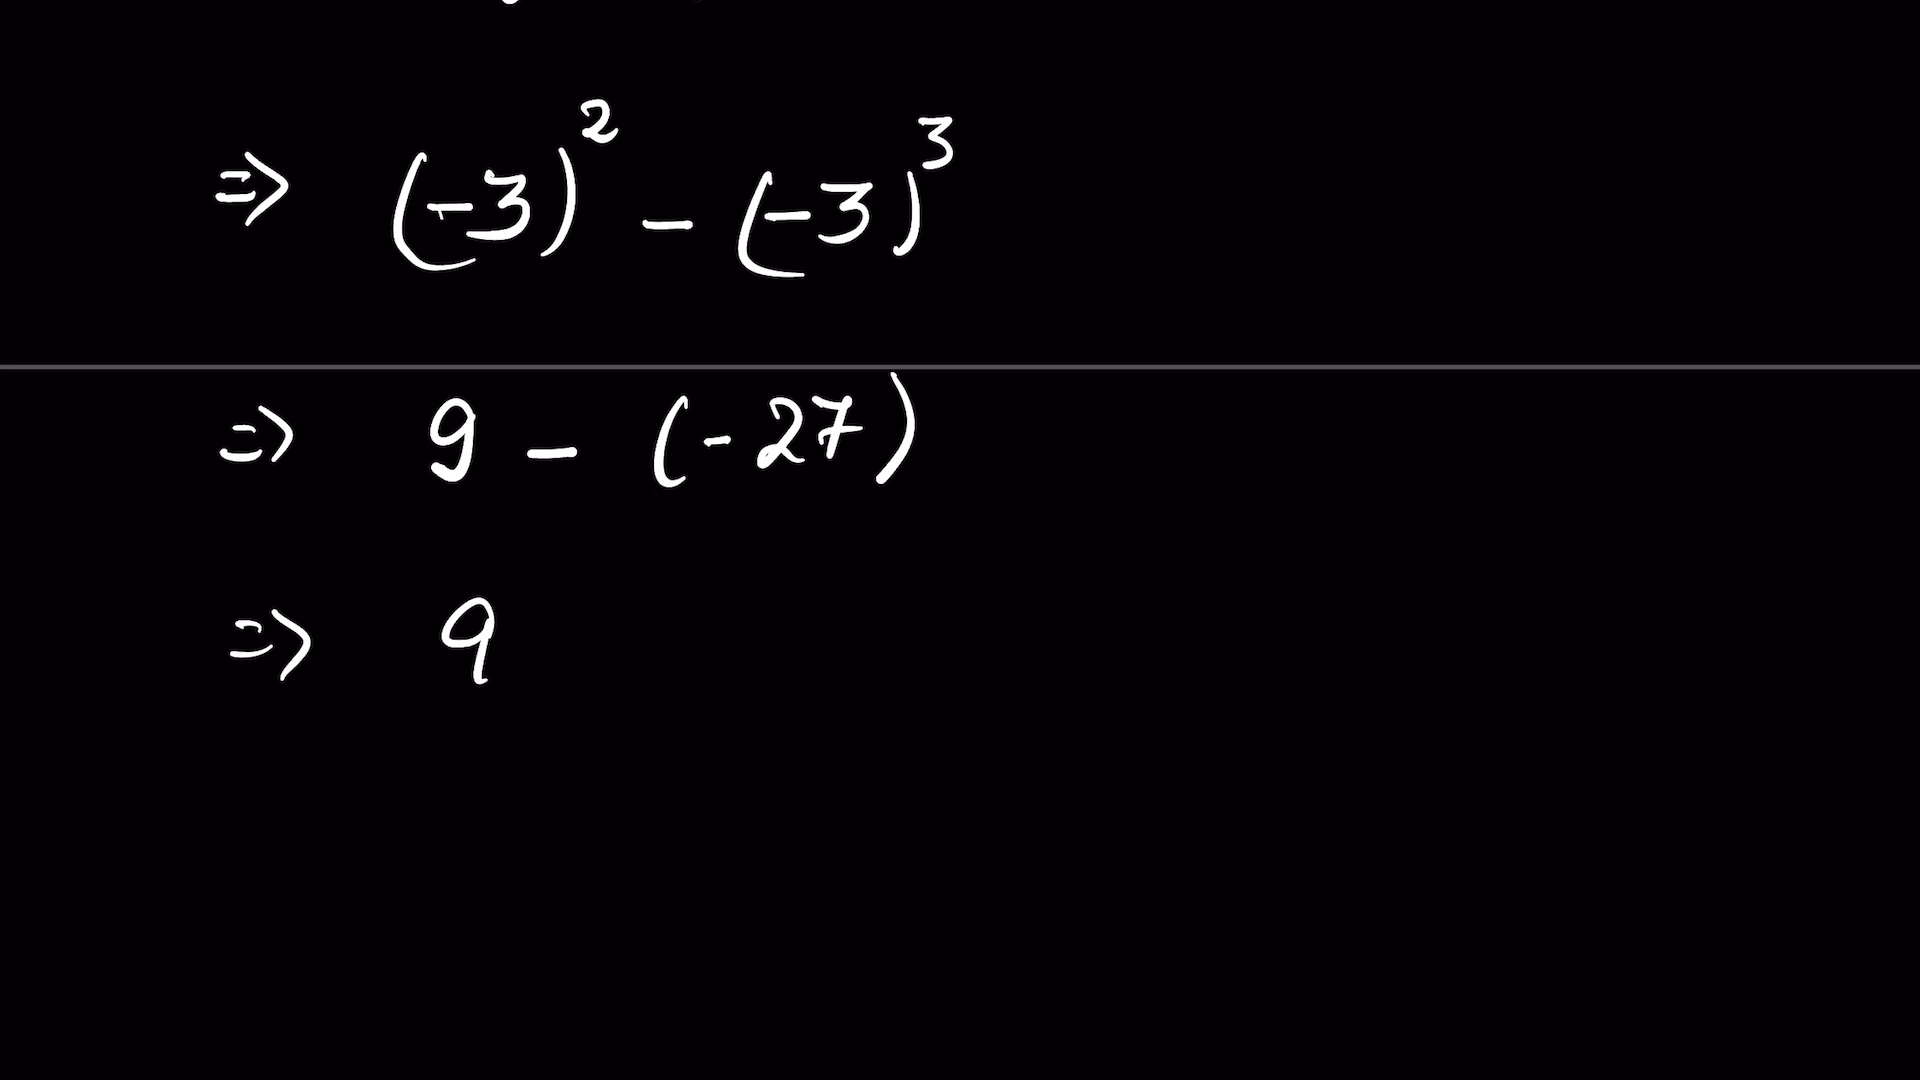 => (-3)² - (-3)³
=> 9 - (-27)
=> 9